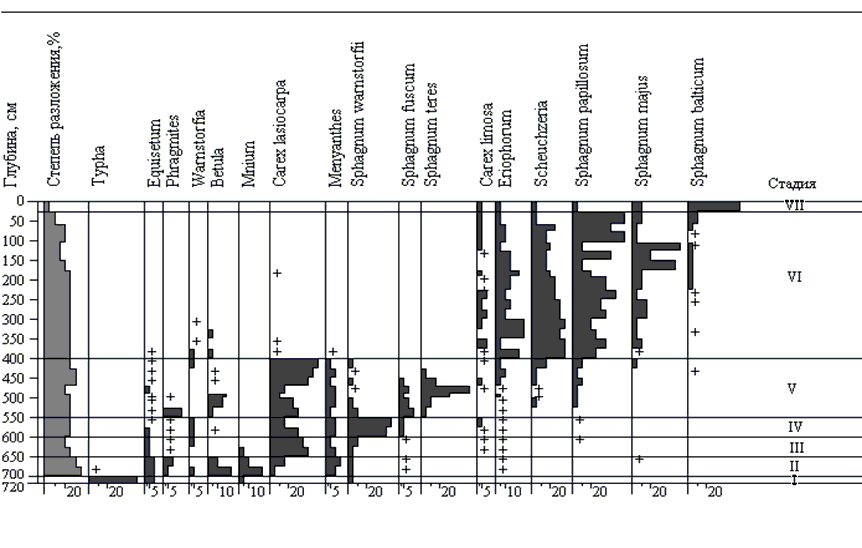 Глубина, см
Степень разложения,%
Typha
Equisetum
Phragmites
Warnstorfia
Betula
Mnium
Carex lasiocarpa
Menyanthes
Sphagnum warnstorfii
Sphagnum fuscum
Sphagnum teres
Carex limosa
Eriophorum
Scheuchzeria
Sphagnum papillosum
Sphagnum majus
Sphagnum balticum
Стадия
0
50
100
150
200
250
300
350
400
450
500
550
600
650
700
720
VII
VI
V
IV
III
II
I
20 20 5 5 5 10 10 20 5 20 5 20 5 10 20 20 20 20